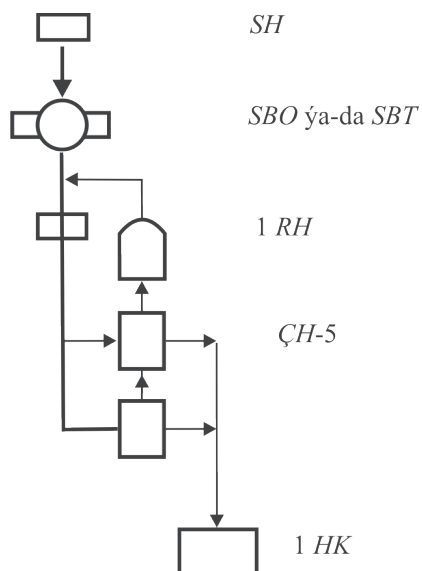 SH
SBO ýa-da SBT
1 RH
ÇH-5
1 HK